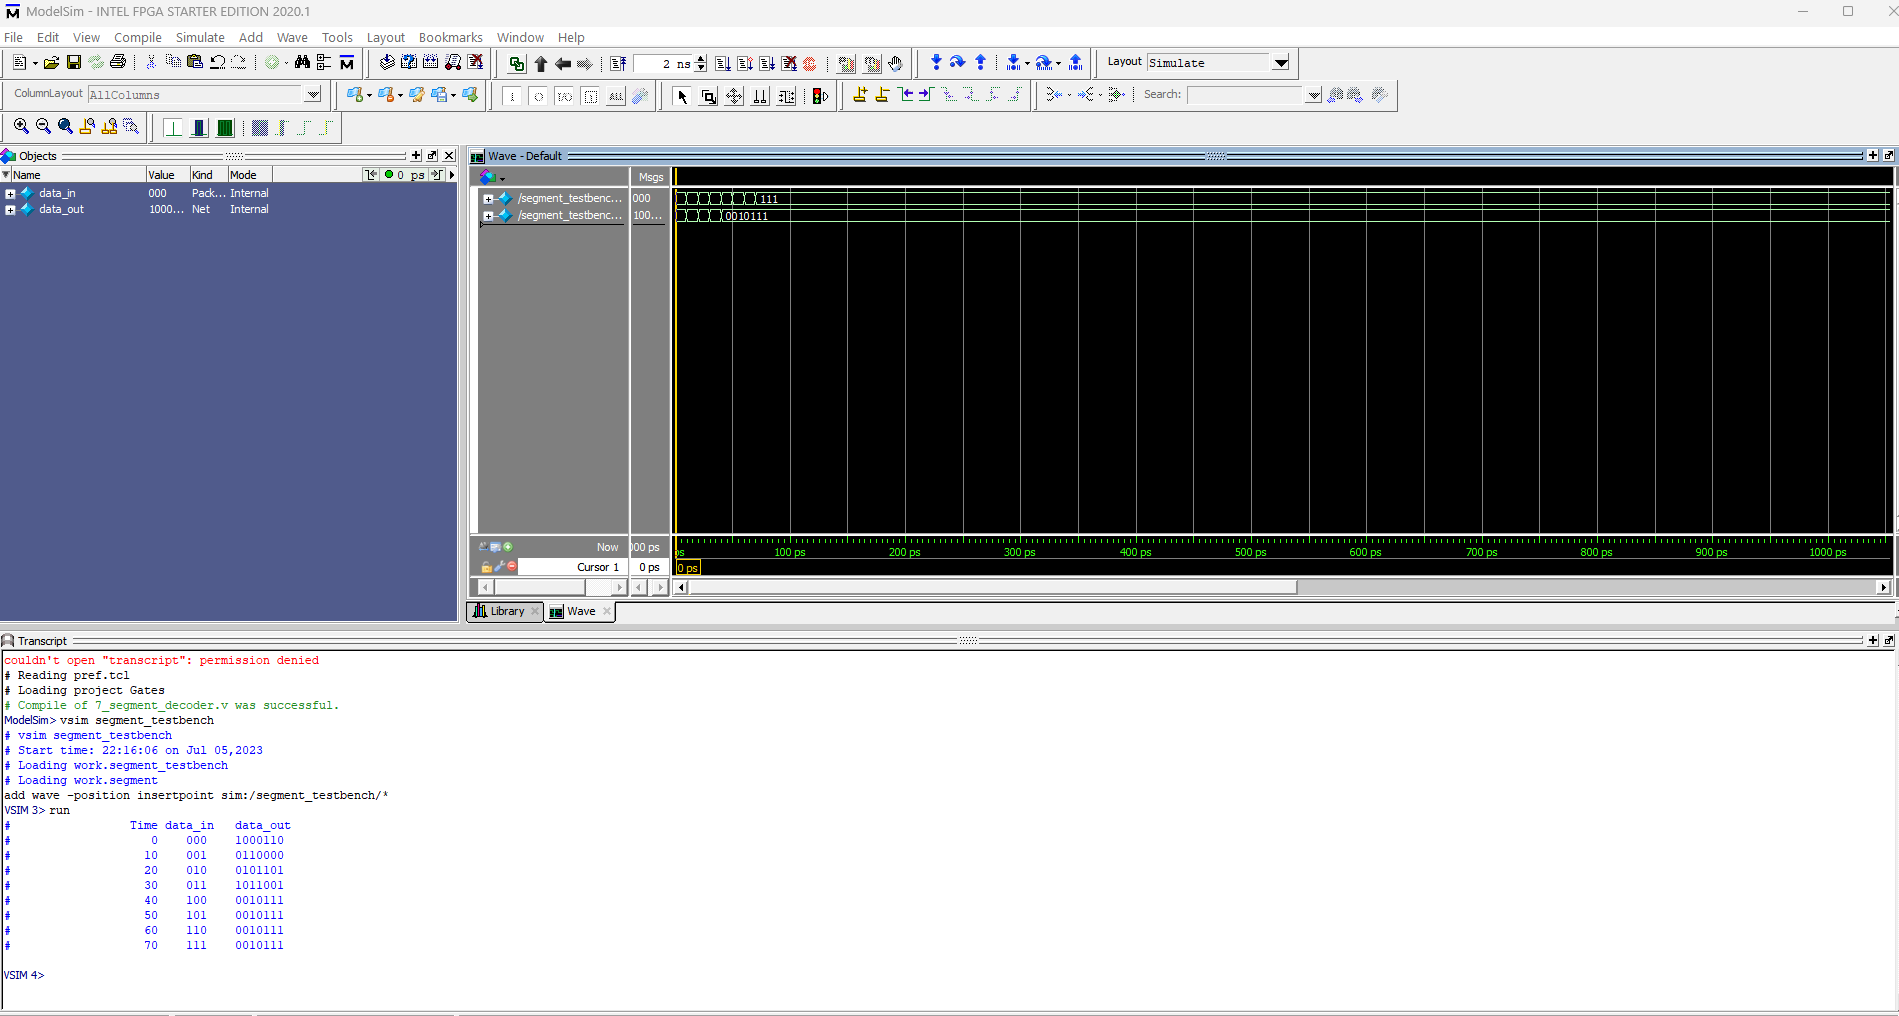 ModelSim - INTEL FPGA STARTER EDITION 2020.1
File Edit View Compile Simulate Add Wave Tools Layout Bookmarks Window Help
2 ns
Layout Simulate
ColumnLayout AllColumns
Search:
Objects
Name Value Kind Mode
0 ps
data_in 000 Pack... Internal
data_out 1000... Net Internal
Wave - Default
Msgs
/segment_testbenc... 000 111
/segment_testbenc... 100... 0010111
Now 000 ps
ps 100 ps 200 ps 300 ps 400 ps 500 ps 600 ps 700 ps 800 ps 900 ps 1000 ps
Cursor 1 0 ps 0 ps
Library Wave
Transcript
couldn't open "transcript": permission denied
# Reading pref.tcl
# Loading project Gates
# Compile of 7_segment_decoder.v was successful.
ModelSim> vsim segment_testbench
# vsim segment_testbench
# Start time: 22:16:06 on Jul 05,2023
# Loading work.segment_testbench
# Loading work.segment
add wave -position insertpoint sim:/segment_testbench/*
VSIM 3> run
# Time data_in data_out
# 0 000 1000110
# 10 001 0110000
# 20 010 0101101
# 30 011 1011001
# 40 100 0010111
# 50 101 0010111
# 60 110 0010111
# 70 111 0010111
VSIM 4>